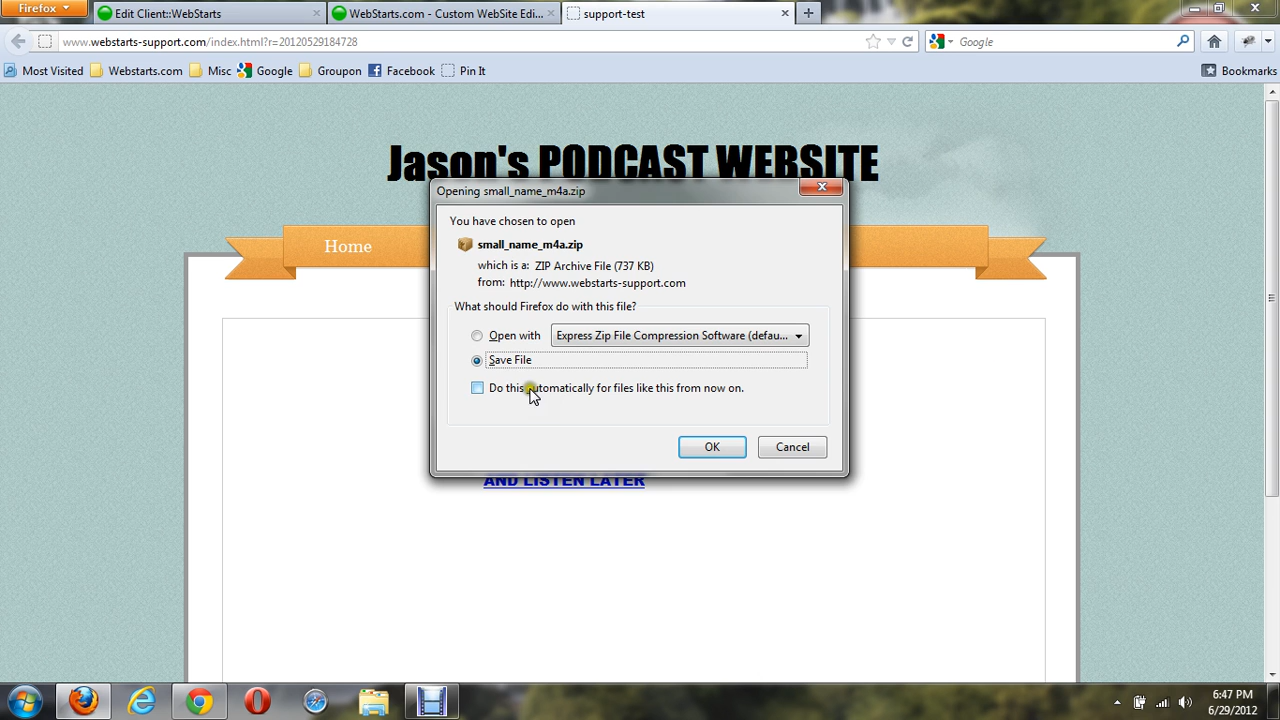 Firefox
Edit Client::WebStarts
WebStarts.com - Custom WebSite Edi...
support-test
www.webstarts-support.com/index.html?r=20120529184728
Google
Most Visited
Webstarts.com
Misc
Google
Groupon
Facebook
Pin It
Bookmarks
Jason's PODCAST WEBSITE
Home
Opening small_name_m4a.zip
You have chosen to open
small_name_m4a.zip
which is a: ZIP Archive File (737 KB)
from: http://www.webstarts-support.com
What should Firefox do with this file?
Open with
Express Zip File Compression Software (defau...
Save File
Do this automatically for files like this from now on.
OK
Cancel
AND LISTEN LATER
6:47 PM
6/29/2012